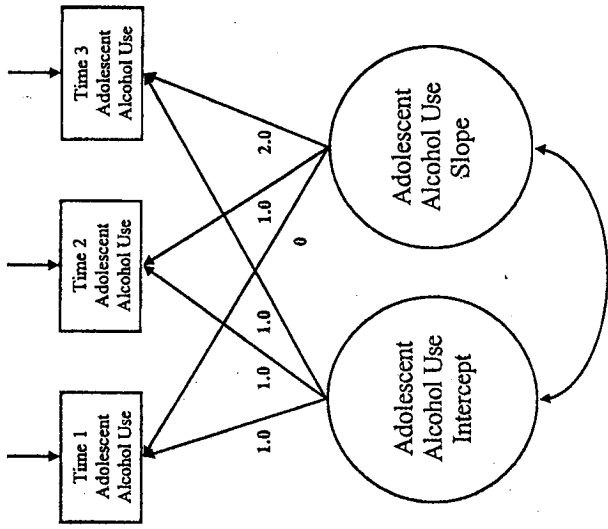 Time 1
Adolescent
Alcohol Use
Time 2
Adolescent
Alcohol Use
Time 3
Adolescent
Alcohol Use
1.0
1.0
1.0
0
1.0
2.0
Adolescent
Alcohol Use
Intercept
Adolescent
Alcohol Use
Slope